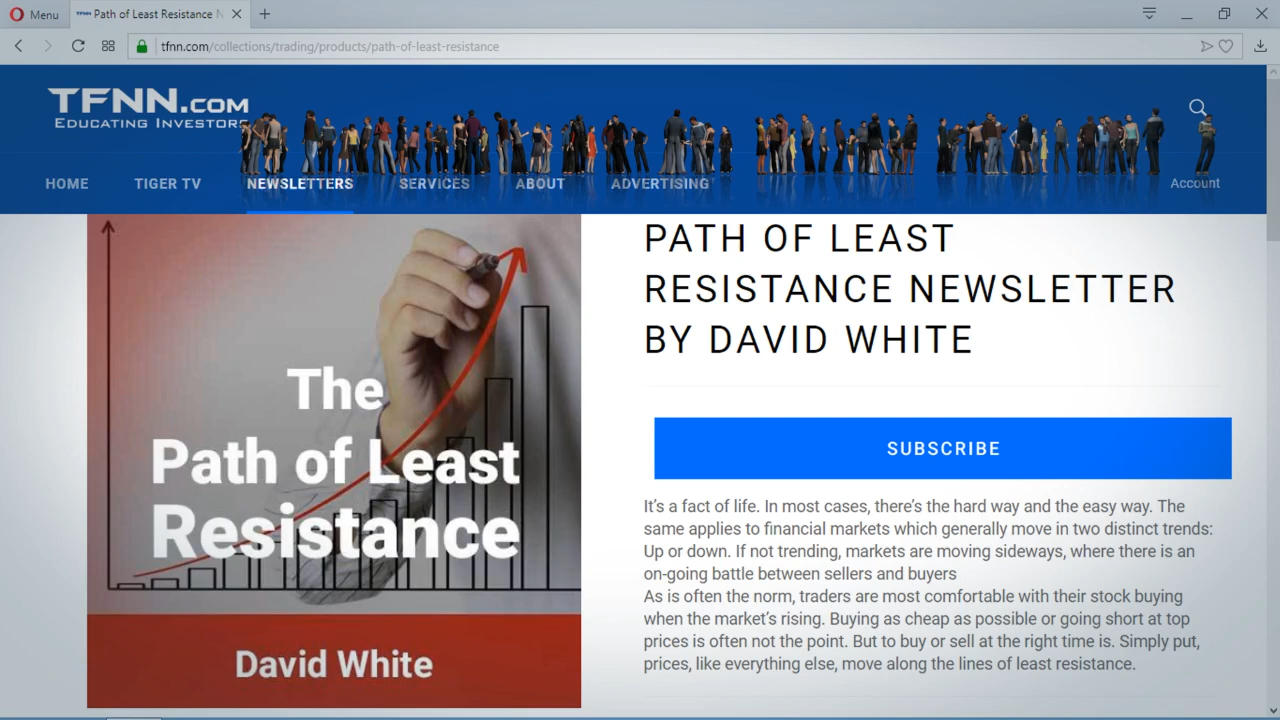 Menu
Path of Least Resistance N
tfnn.com/collections/trading/products/path-of-least-resistance
TFNN.COM
EDUCATING INVESTORS
HOME
TIGER TV
NEWSLETTERS
SERVICES
ABOUT
ADVERTISING
Account
The
Path of Least
Resistance
David White
PATH OF LEAST
RESISTANCE NEWSLETTER
BY DAVID WHITE
SUBSCRIBE
It's a fact of life. In most cases, there's the hard way and the easy way. The
same applies to financial markets which generally move in two distinct trends:
Up or down. If not trending, markets are moving sideways, where there is an
on-going battle between sellers and buyers
As is often the norm, traders are most comfortable with their stock buying
when the market's rising. Buying as cheap as possible or going short at top
prices is often not the point. But to buy or sell at the right time is. Simply put,
prices, like everything else, move along the lines of least resistance.